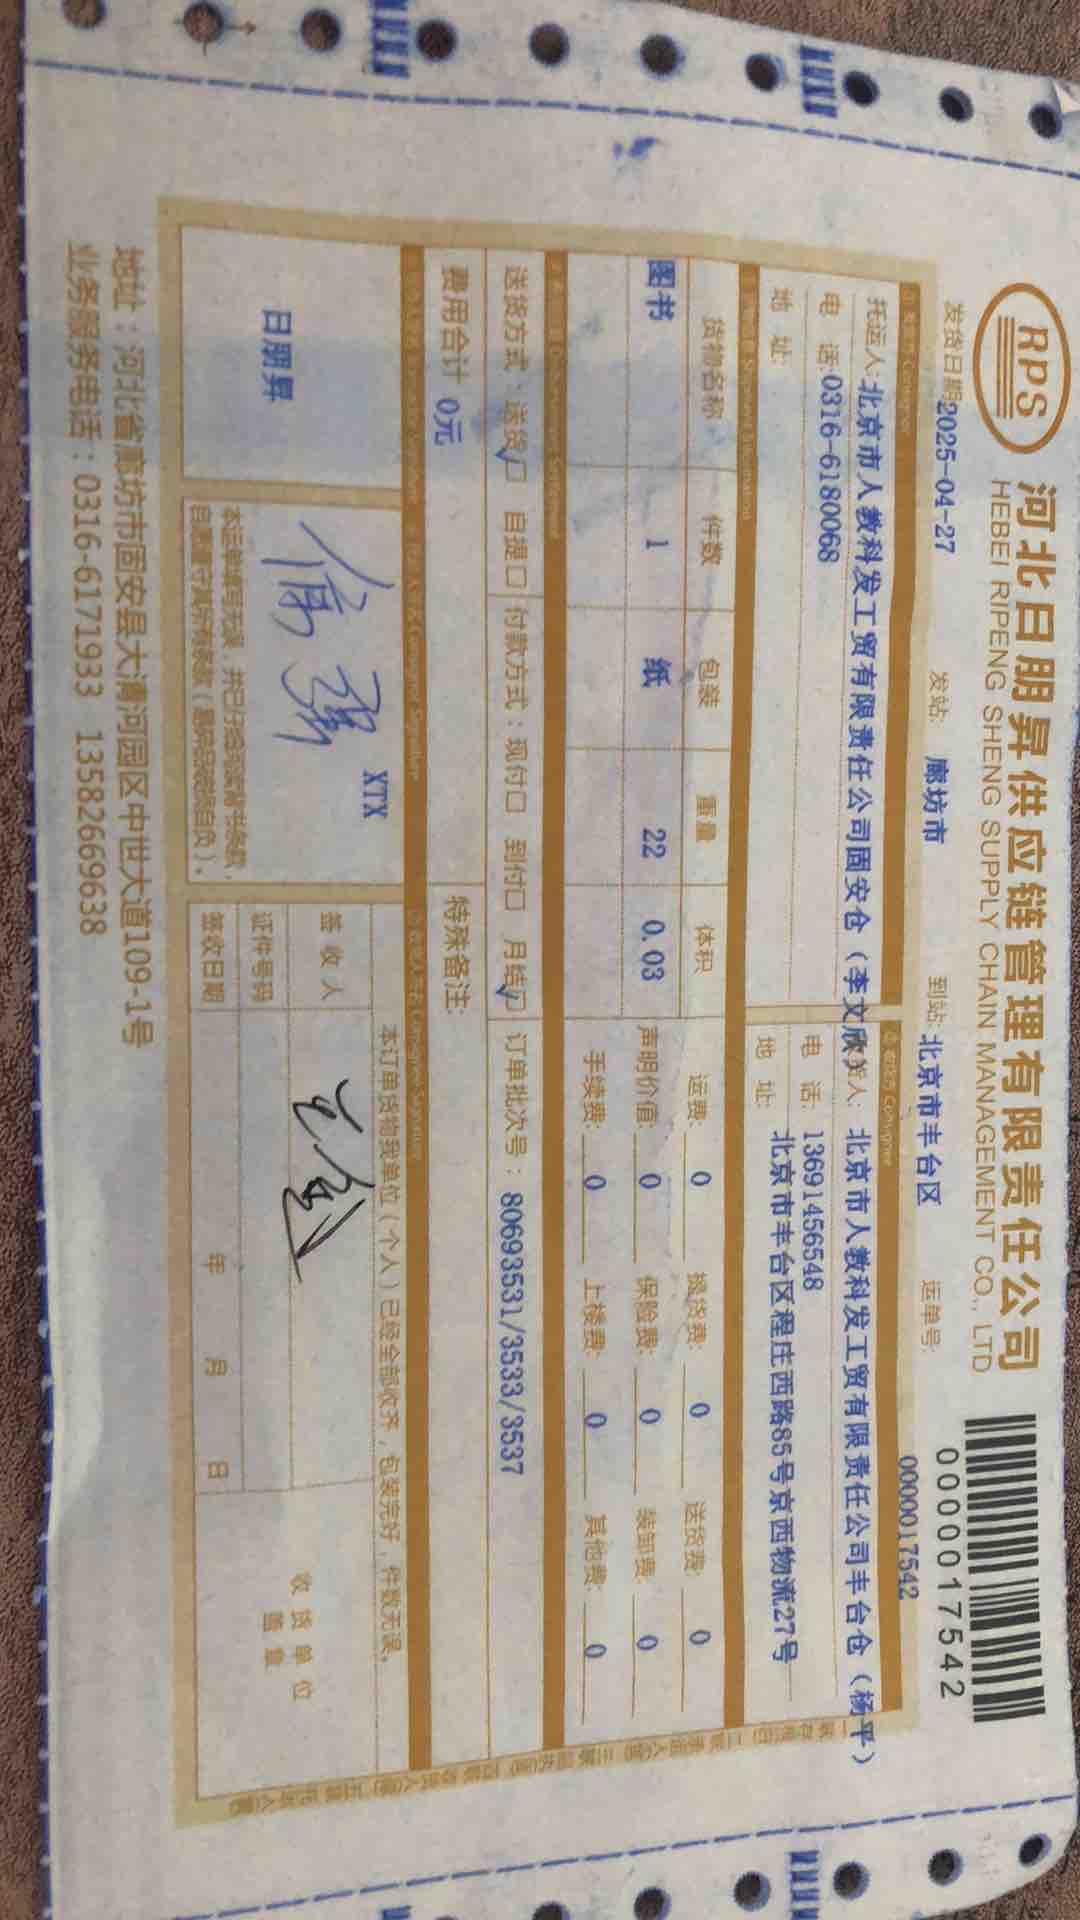 RPS
河北日朋昇供应链管理有限责任公司
HEBEI RIPENG SHENG SUPPLY CHAIN MANAGEMENT CO., LTD
0000017542
发货日期 2025-04-27 发站: 廊坊市 到站: 北京市丰台区 运单号: 0000017542
托运人: 北京市人教科发工贸有限责任公司固安仓（李文欣）
电 话: 0316-6180068
地 址:
Consignee
人: 北京市人教科发工贸有限责任公司丰台仓（杨平）
电 话: 13691456548
地 址: 北京市丰台区程庄西路85号京西物流27号
货物名称 件数 包装 重量 体积
图书 1 纸 22 0.03
运费: 0 提货费: 0 送货费: 0
声明价值: 0 保险费: 0 装卸费: 0
手续费: 0 上楼费: 0 其他费: 0
送货方式：送货口 自提口 付款方式：现付口 到付口 月结口 订单批次号：80693531/3533/3537
费用合计 0元
特殊备注:
日朋昇
XTX
本订单货物我单位（个人）已经全部收齐，包装完好，件数无误。
签 收 人
证件号码
签收日期 年 月 日
收 货 单 位
盖 章
地址：河北省廊坊市固安县大清河园区中世大道109-1号
业务服务电话：0316-6171933 13582669638